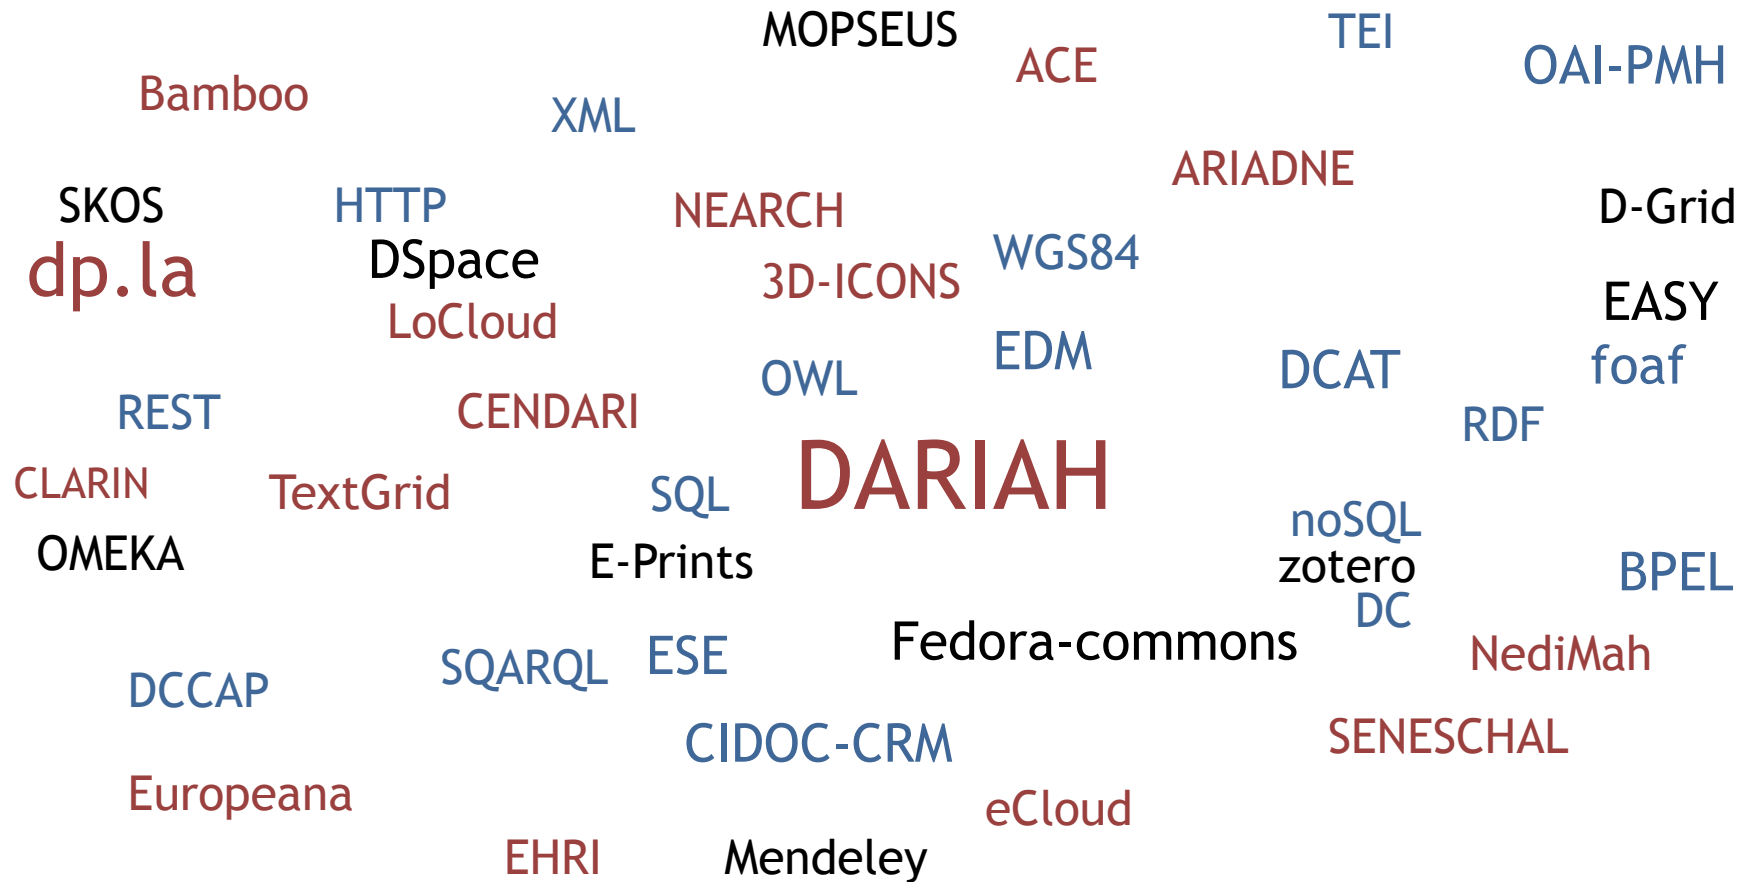 MOPSEUS
TEI
ACE
OAI-PMH
Bamboo
XML
ARIADNE
SKOS
HTTP
NEARCH
D-Grid
dp.la
DSpace
WGS84
3D-ICONS
EASY
LoCloud
EDM
OWL
DCAT
foaf
REST
CENDARI
RDF
DARIAH
CLARIN
TextGrid
SQL
noSQL
OMEKA
E-Prints
zotero
BPEL
DC
Fedora-commons
SQARQL
ESE
NediMah
DCCAP
CIDOC-CRM
SENESCHAL
Europeana
eCloud
EHRI
Mendeley